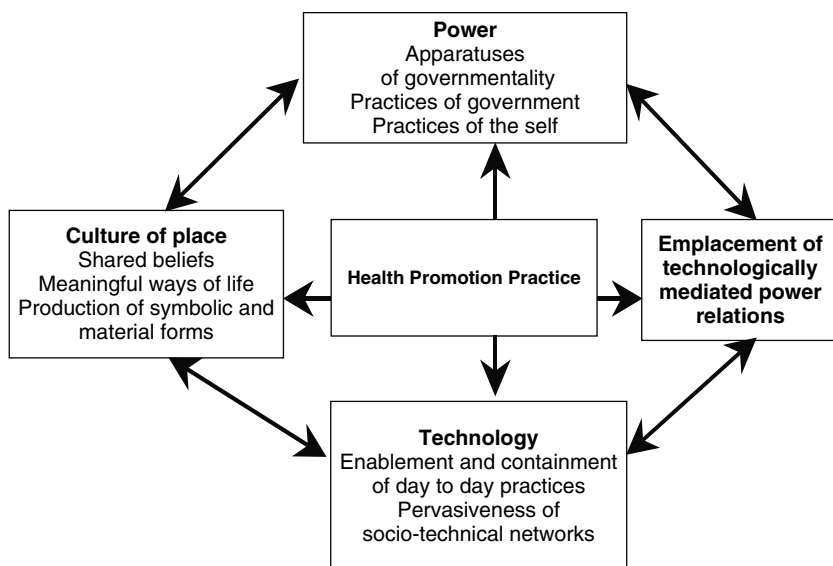 Power
Apparatuses
of governmentality
Practices of government
Practices of the self
Culture of place
Shared beliefs
Meaningful ways of life
Production of symbolic and
material forms
Health Promotion Practice
Emplacement of
technologically
mediated power
relations
Technology
Enablement and containment
of day to day practices
Pervasiveness of
socio-technical networks